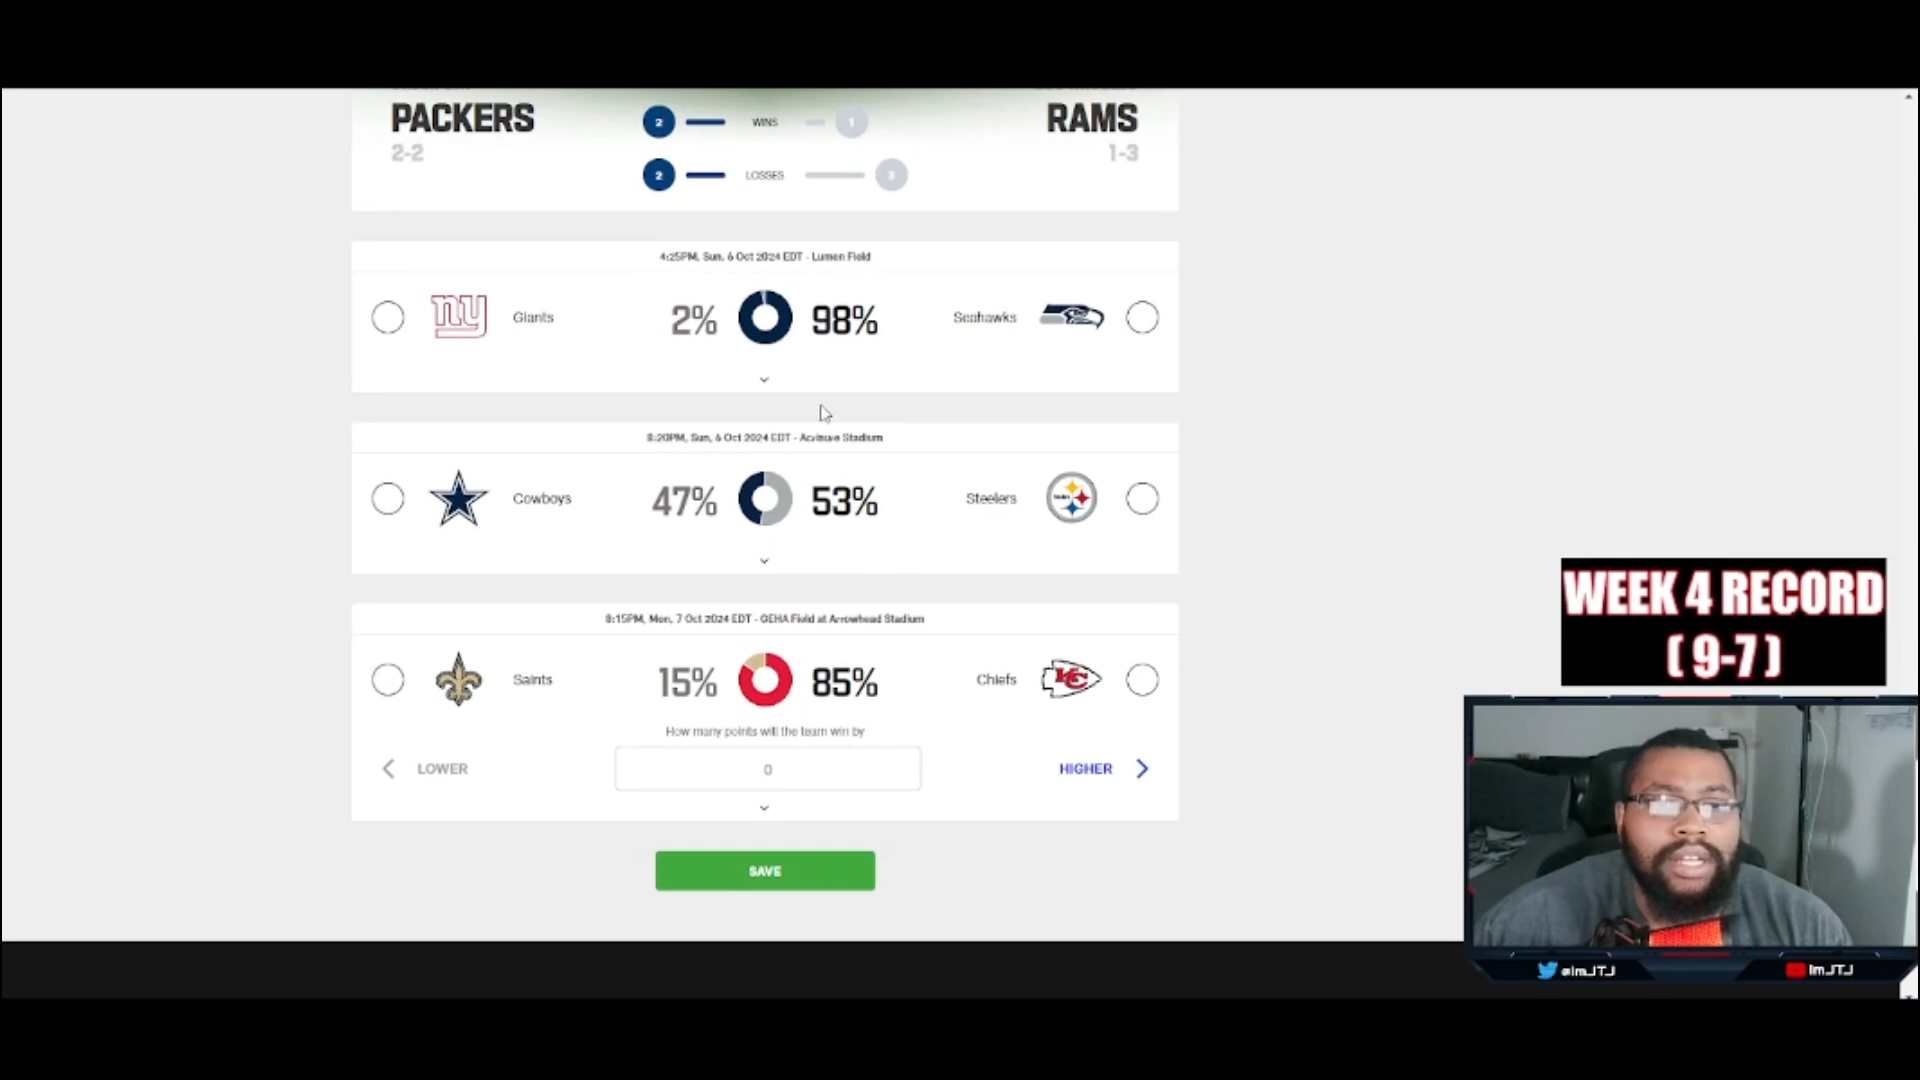 PACKERS
2-2
2 WINS 1
2 LOSSES 3
RAMS
1-3
4:25PM, Sun, 6 Oct 2024 EDT - Lumen Field
ny Giants 2% 98% Seahawks
8:20PM, Sun, 6 Oct 2024 EDT - Acrisure Stadium
Cowboys 47% 53% Steelers
8:15PM, Mon, 7 Oct 2024 EDT - GEHA Field at Arrowhead Stadium
Saints 15% 85% Chiefs KC
How many points will the team win by
LOWER 0 HIGHER
SAVE
WEEK 4 RECORD
( 9-7 )
@ImJTJ
ImJTJ